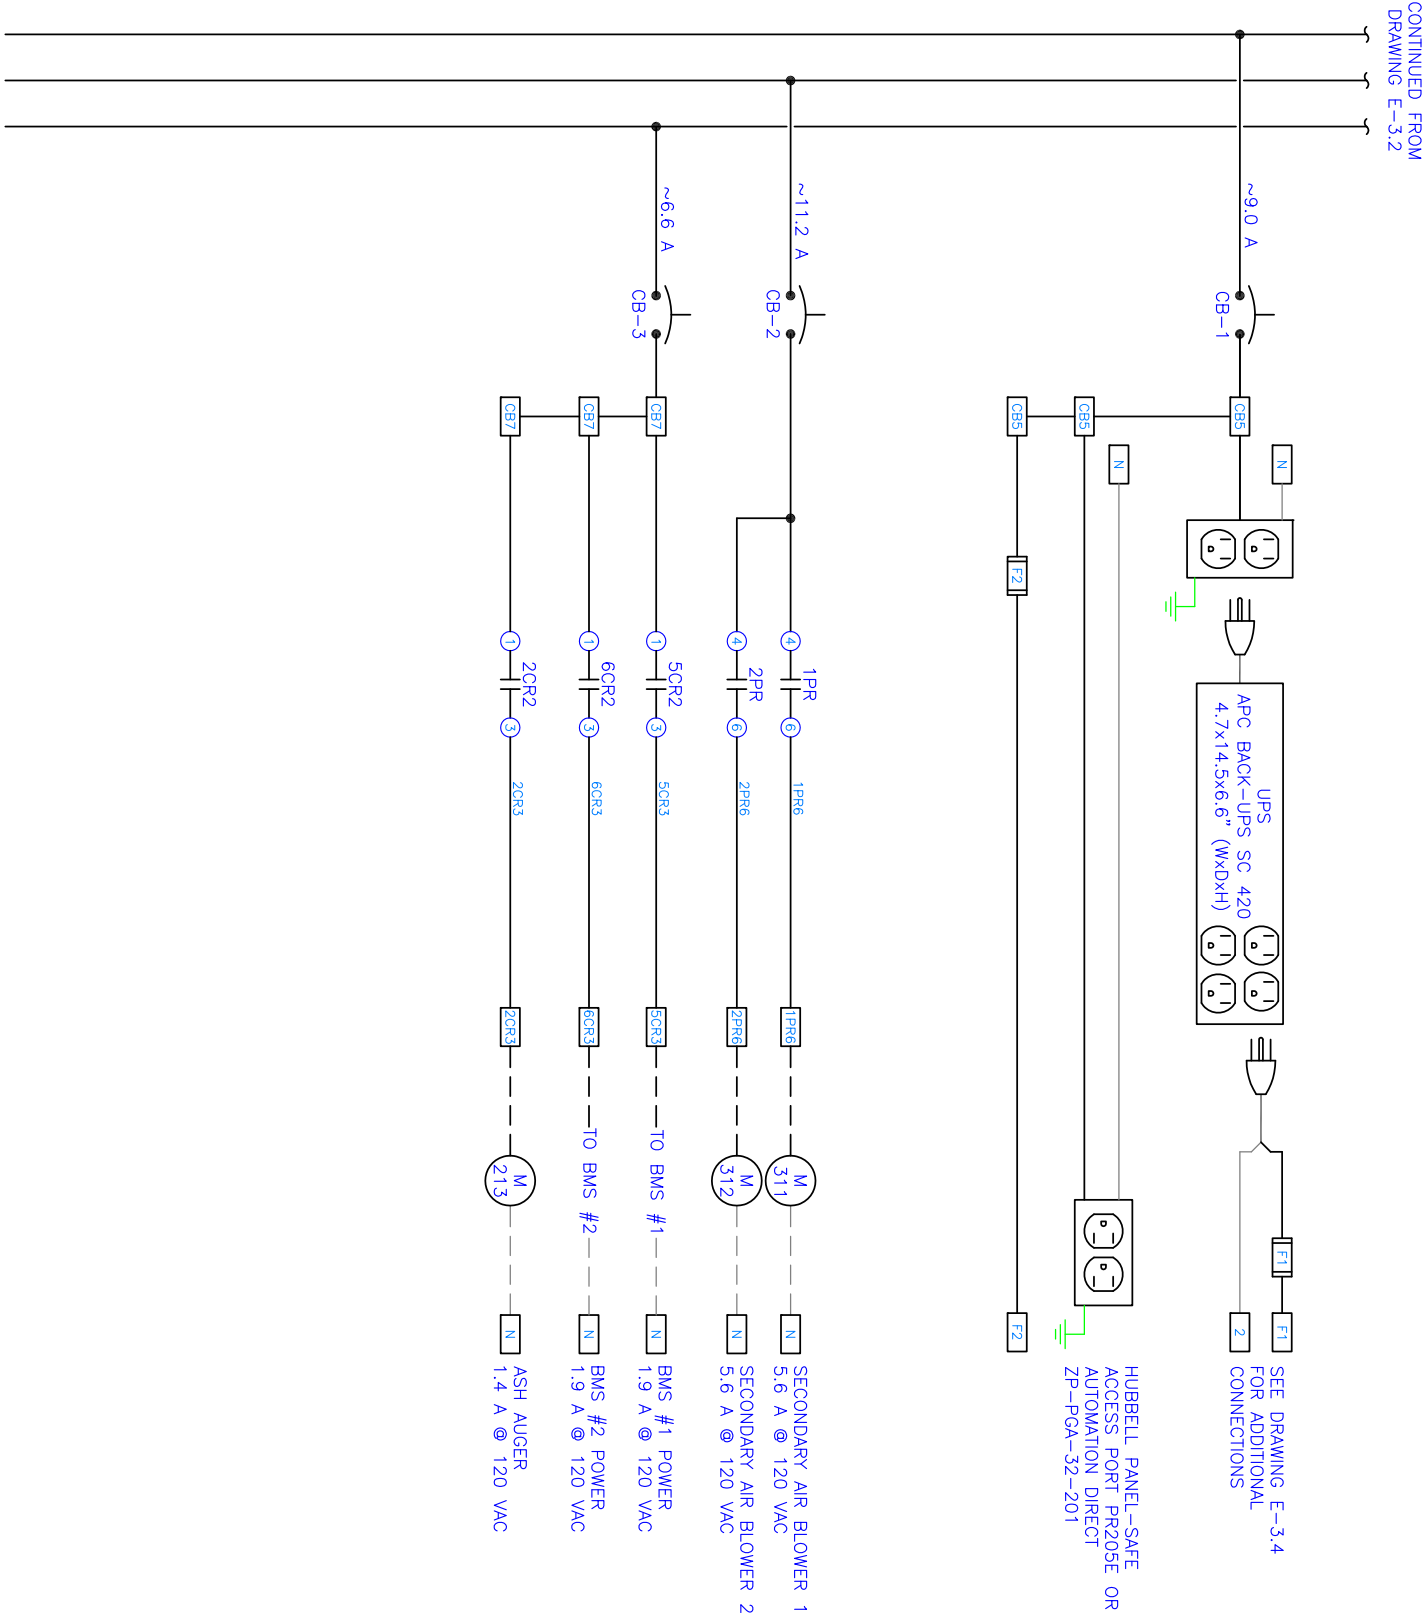 CONTINUED FROM
DRAWING E-3.2
~9.0 A
CB-1
CB5
N
UPS
APC BACK-UPS SC 420
4.7x14.5x6.6" (WxDxH)
F1
F1
2
SEE DRAWING E-3.4
FOR ADDITIONAL
CONNECTIONS
N
CB5
HUBBELL PANEL-SAFE
ACCESS PORT PR205E OR
AUTOMATION DIRECT
ZP-PGA-32-201
CB5
F2
F2
~11.2 A
CB-2
4
1PR
6
1PR6
1PR6
M
311
N
SECONDARY AIR BLOWER 1
5.6 A @ 120 VAC
4
2PR
6
2PR6
2PR6
M
312
N
SECONDARY AIR BLOWER 2
5.6 A @ 120 VAC
~6.6 A
CB-3
CB7
1
5CR2
3
5CR3
5CR3
TO BMS #1
N
BMS #1 POWER
1.9 A @ 120 VAC
CB7
1
6CR2
3
6CR3
6CR3
TO BMS #2
N
BMS #2 POWER
1.9 A @ 120 VAC
CB7
1
2CR2
3
2CR3
2CR3
M
213
N
ASH AUGER
1.4 A @ 120 VAC